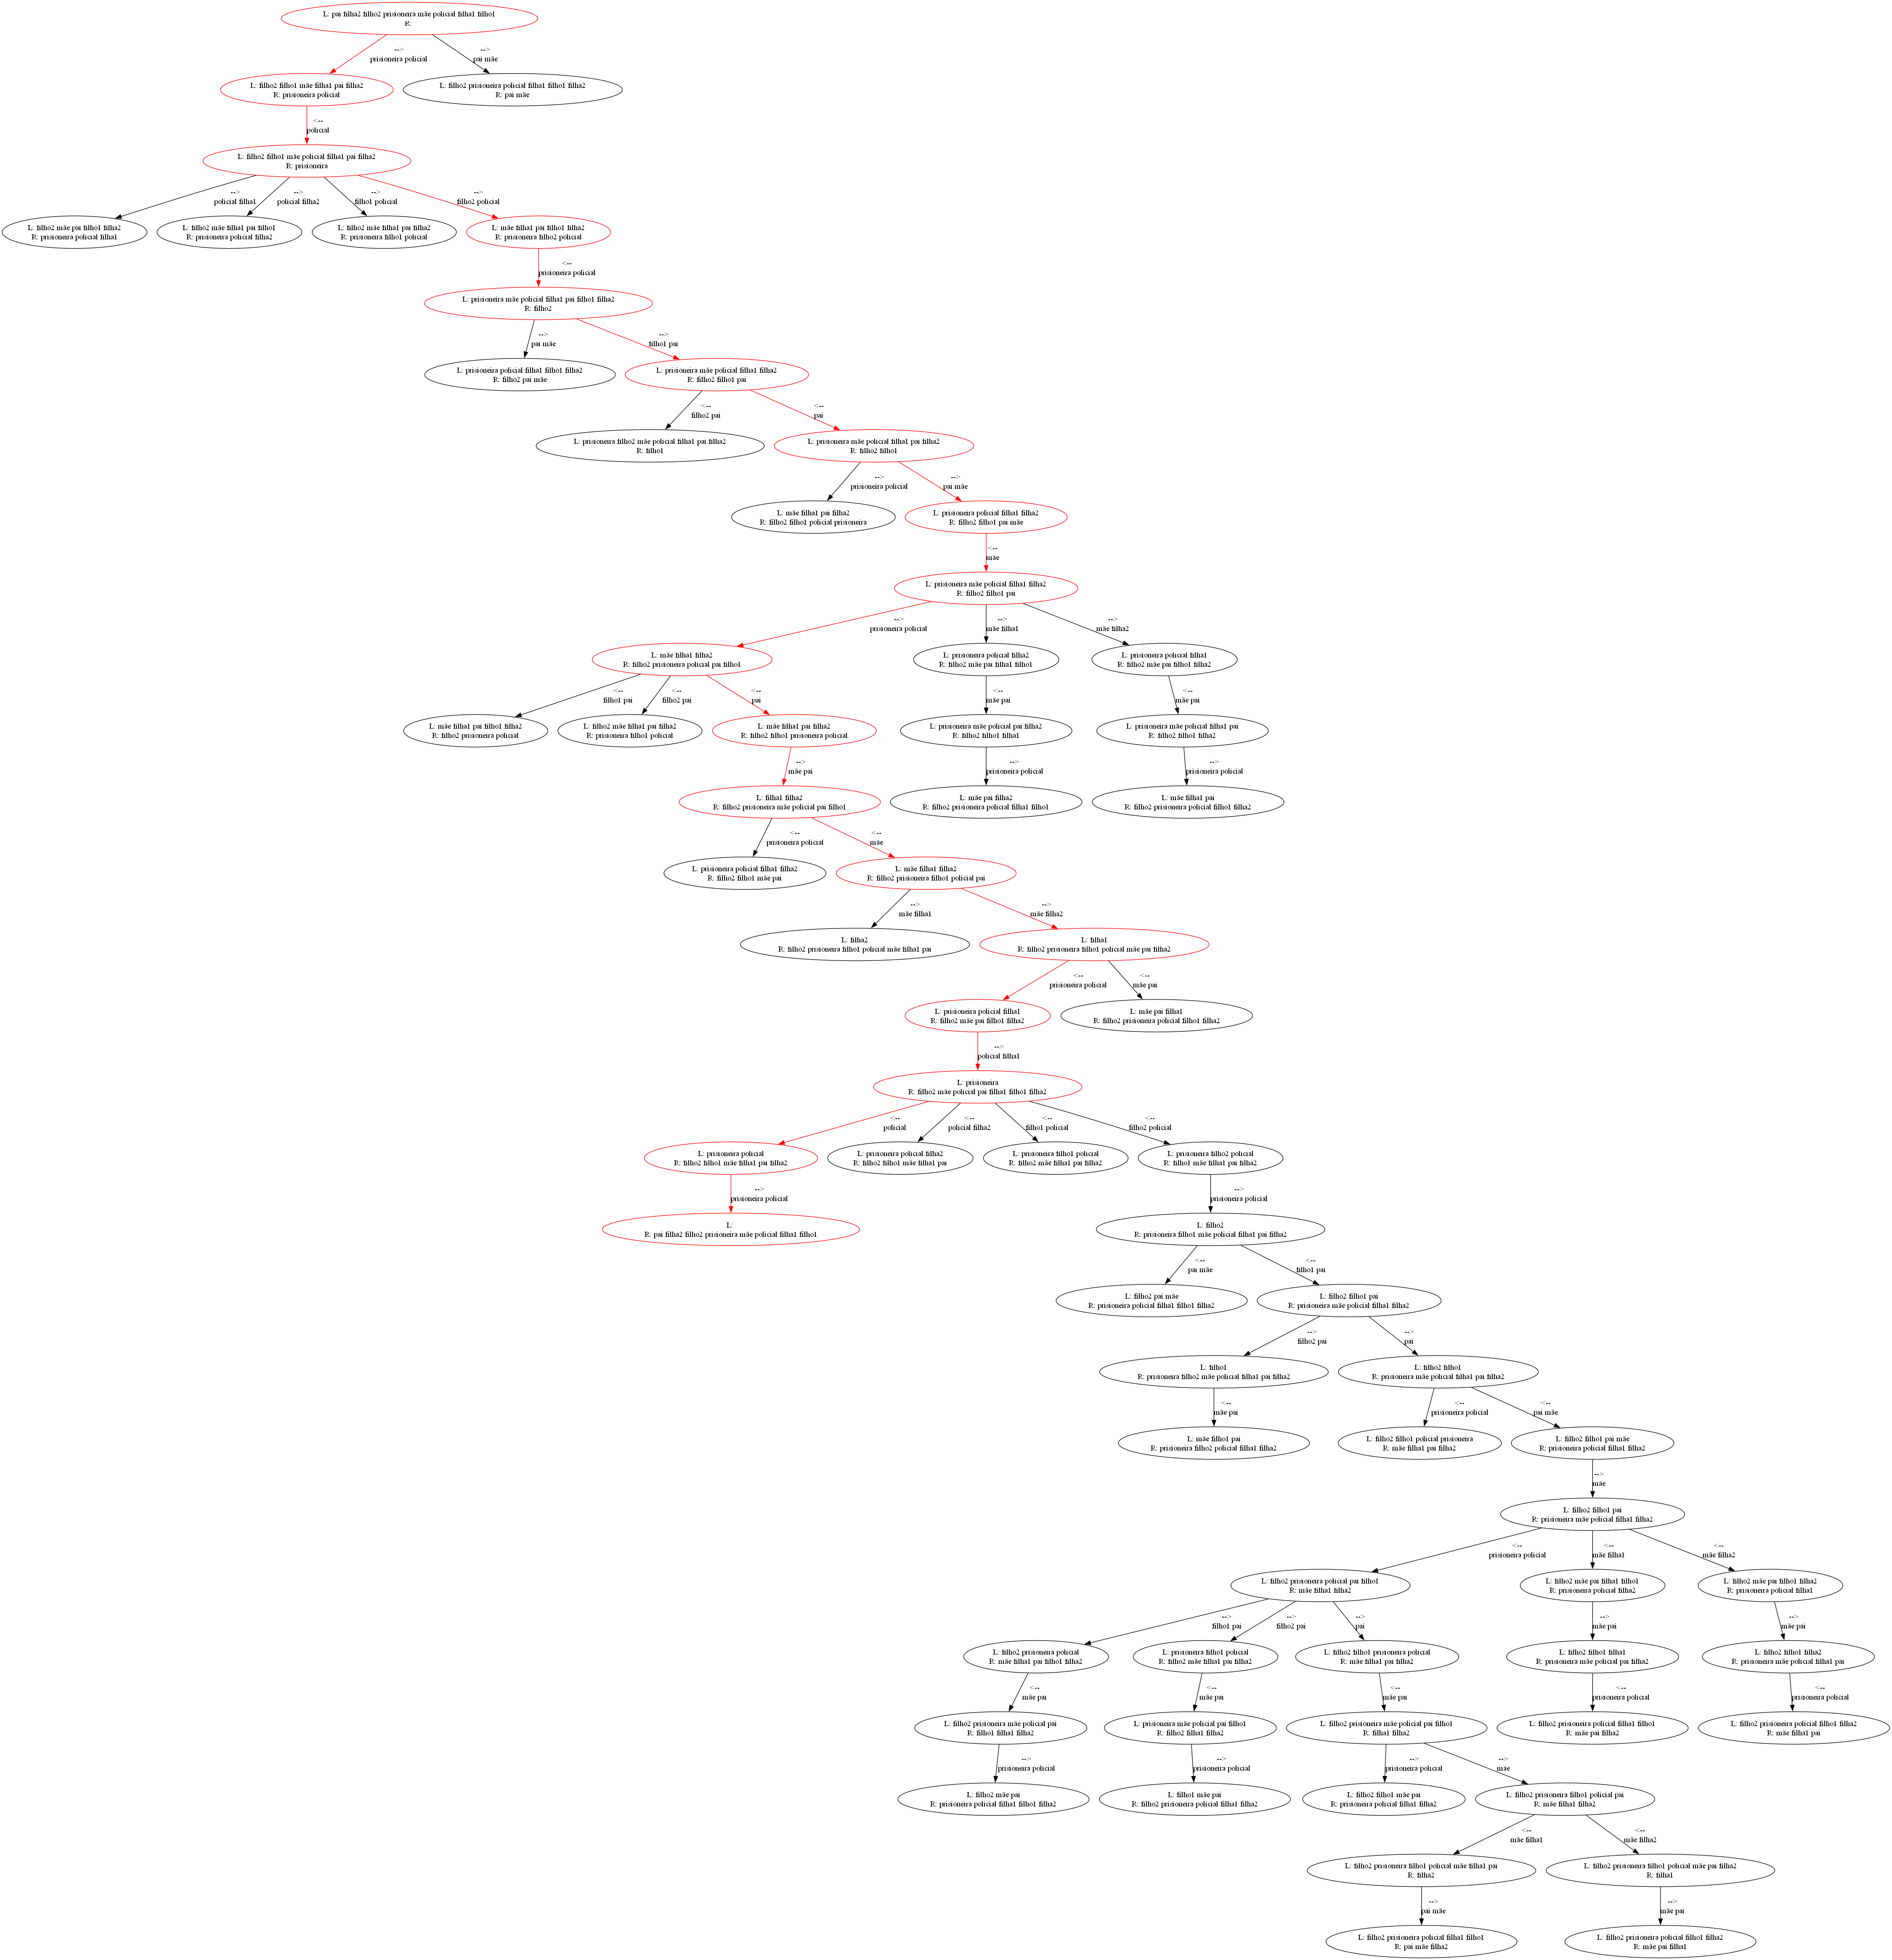 L: pai filha2 filho2 prisioneira mãe policial filha1 filho1
R:
-->
prisioneira policial
-->
pai mãe
L: filho2 filho1 mãe filha1 pai filha2
R: prisioneira policial
L: filho2 prisioneira policial filha1 filho1 filha2
R: pai mãe
<--
policial
L: filho2 filho1 mãe policial filha1 pai filha2
R: prisioneira
-->
policial filha1
-->
policial filha2
-->
filho1 policial
-->
filho2 policial
L: filho2 mãe pai filho1 filha2
R: prisioneira policial filha1
L: filho2 mãe filha1 pai filho1
R: prisioneira policial filha2
L: filho2 mãe filha1 pai filha2
R: prisioneira filho1 policial
L: mãe filha1 pai filho1 filha2
R: prisioneira filho2 policial
<--
prisioneira policial
L: prisioneira mãe policial filha1 pai filho1 filha2
R: filho2
-->
pai mãe
-->
filho1 pai
L: prisioneira policial filha1 filho1 filha2
R: filho2 pai mãe
L: prisioneira mãe policial filha1 filha2
R: filho2 filho1 pai
<--
filho2 pai
<--
pai
L: prisioneira filho2 mãe policial filha1 pai filha2
R: filho1
L: prisioneira mãe policial filha1 pai filha2
R: filho2 filho1
-->
prisioneira policial
-->
pai mãe
L: mãe filha1 pai filha2
R: filho2 filho1 policial prisioneira
L: prisioneira policial filha1 filha2
R: filho2 filho1 pai mãe
<--
mãe
L: prisioneira mãe policial filha1 filha2
R: filho2 filho1 pai
-->
prisioneira policial
-->
mãe filha1
-->
mãe filha2
L: mãe filha1 filha2
R: filho2 prisioneira policial pai filho1
L: prisioneira policial filha2
R: filho2 mãe pai filha1 filho1
L: prisioneira policial filha1
R: filho2 mãe pai filho1 filha2
<--
filho1 pai
<--
filho2 pai
<--
pai
<--
mãe pai
<--
mãe pai
L: mãe filha1 pai filho1 filha2
R: filho2 prisioneira policial
L: filho2 mãe filha1 pai filha2
R: prisioneira filho1 policial
L: mãe filha1 pai filha2
R: filho2 filho1 prisioneira policial
L: prisioneira mãe policial pai filha2
R: filho2 filho1 filha1
L: prisioneira mãe policial filha1 pai
R: filho2 filho1 filha2
-->
mãe pai
-->
prisioneira policial
-->
prisioneira policial
L: filha1 filha2
R: filho2 prisioneira mãe policial pai filho1
L: mãe pai filha2
R: filho2 prisioneira policial filha1 filho1
L: mãe filha1 pai
R: filho2 prisioneira policial filho1 filha2
<--
prisioneira policial
<--
mãe
L: prisioneira policial filha1 filha2
R: filho2 filho1 mãe pai
L: mãe filha1 filha2
R: filho2 prisioneira filho1 policial pai
-->
mãe filha1
-->
mãe filha2
L: filha2
R: filho2 prisioneira filho1 policial mãe filha1 pai
L: filha1
R: filho2 prisioneira filho1 policial mãe pai filha2
<--
prisioneira policial
<--
mãe pai
L: prisioneira policial filha1
R: filho2 mãe pai filho1 filha2
L: mãe pai filha1
R: filho2 prisioneira policial filho1 filha2
-->
policial filha1
L: prisioneira
R: filho2 mãe policial pai filha1 filho1 filha2
<--
policial
<--
policial filha2
<--
filho1 policial
<--
filho2 policial
L: prisioneira policial
R: filho2 filho1 mãe filha1 pai filha2
L: prisioneira policial filha2
R: filho2 filho1 mãe filha1 pai
L: prisioneira filho1 policial
R: filho2 mãe filha1 pai filha2
L: prisioneira filho2 policial
R: filho1 mãe filha1 pai filha2
-->
prisioneira policial
-->
prisioneira policial
L:
R: pai filha2 filho2 prisioneira mãe policial filha1 filho1
L: filho2
R: prisioneira filho1 mãe policial filha1 pai filha2
<--
pai mãe
<--
filho1 pai
L: filho2 pai mãe
R: prisioneira policial filha1 filho1 filha2
L: filho2 filho1 pai
R: prisioneira mãe policial filha1 filha2
-->
filho2 pai
-->
pai
L: filho1
R: prisioneira filho2 mãe policial filha1 pai filha2
L: filho2 filho1
R: prisioneira mãe policial filha1 pai filha2
<--
mãe pai
<--
prisioneira policial
<--
pai mãe
L: mãe filho1 pai
R: prisioneira filho2 policial filha1 filha2
L: filho2 filho1 policial prisioneira
R: mãe filha1 pai filha2
L: filho2 filho1 pai mãe
R: prisioneira policial filha1 filha2
-->
mãe
L: filho2 filho1 pai
R: prisioneira mãe policial filha1 filha2
<--
prisioneira policial
<--
mãe filha1
<--
mãe filha2
L: filho2 prisioneira policial pai filho1
R: mãe filha1 filha2
L: filho2 mãe pai filha1 filho1
R: prisioneira policial filha2
L: filho2 mãe pai filho1 filha2
R: prisioneira policial filha1
-->
filho1 pai
-->
filho2 pai
-->
pai
-->
mãe pai
-->
mãe pai
L: filho2 prisioneira policial
R: mãe filha1 pai filho1 filha2
L: prisioneira filho1 policial
R: filho2 mãe filha1 pai filha2
L: filho2 filho1 prisioneira policial
R: mãe filha1 pai filha2
L: filho2 filho1 filha1
R: prisioneira mãe policial pai filha2
L: filho2 filho1 filha2
R: prisioneira mãe policial filha1 pai
<--
mãe pai
<--
mãe pai
<--
mãe pai
<--
prisioneira policial
<--
prisioneira policial
L: filho2 prisioneira mãe policial pai
R: filho1 filha1 filha2
L: prisioneira mãe policial pai filho1
R: filho2 filha1 filha2
L: filho2 prisioneira mãe policial pai filho1
R: filha1 filha2
L: filho2 prisioneira policial filha1 filho1
R: mãe pai filha2
L: filho2 prisioneira policial filho1 filha2
R: mãe filha1 pai
-->
prisioneira policial
-->
prisioneira policial
-->
prisioneira policial
-->
mãe
L: filho2 mãe pai
R: prisioneira policial filha1 filho1 filha2
L: filho1 mãe pai
R: filho2 prisioneira policial filha1 filha2
L: filho2 filho1 mãe pai
R: prisioneira policial filha1 filha2
L: filho2 prisioneira filho1 policial pai
R: mãe filha1 filha2
<--
mãe filha1
<--
mãe filha2
L: filho2 prisioneira filho1 policial mãe filha1 pai
R: filha2
L: filho2 prisioneira filho1 policial mãe pai filha2
R: filha1
-->
pai mãe
-->
mãe pai
L: filho2 prisioneira policial filha1 filho1
R: pai mãe filha2
L: filho2 prisioneira policial filho1 filha2
R: mãe pai filha1